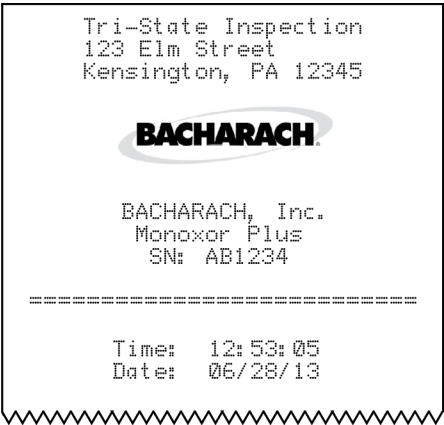 Tri-State Inspection
123 Elm Street
Kensington, PA 12345
BACHARACH®
BACHARACH, Inc.
Monoxor Plus
SN: AB1234
===========================
Time: 12:53:05
Date: 06/28/13